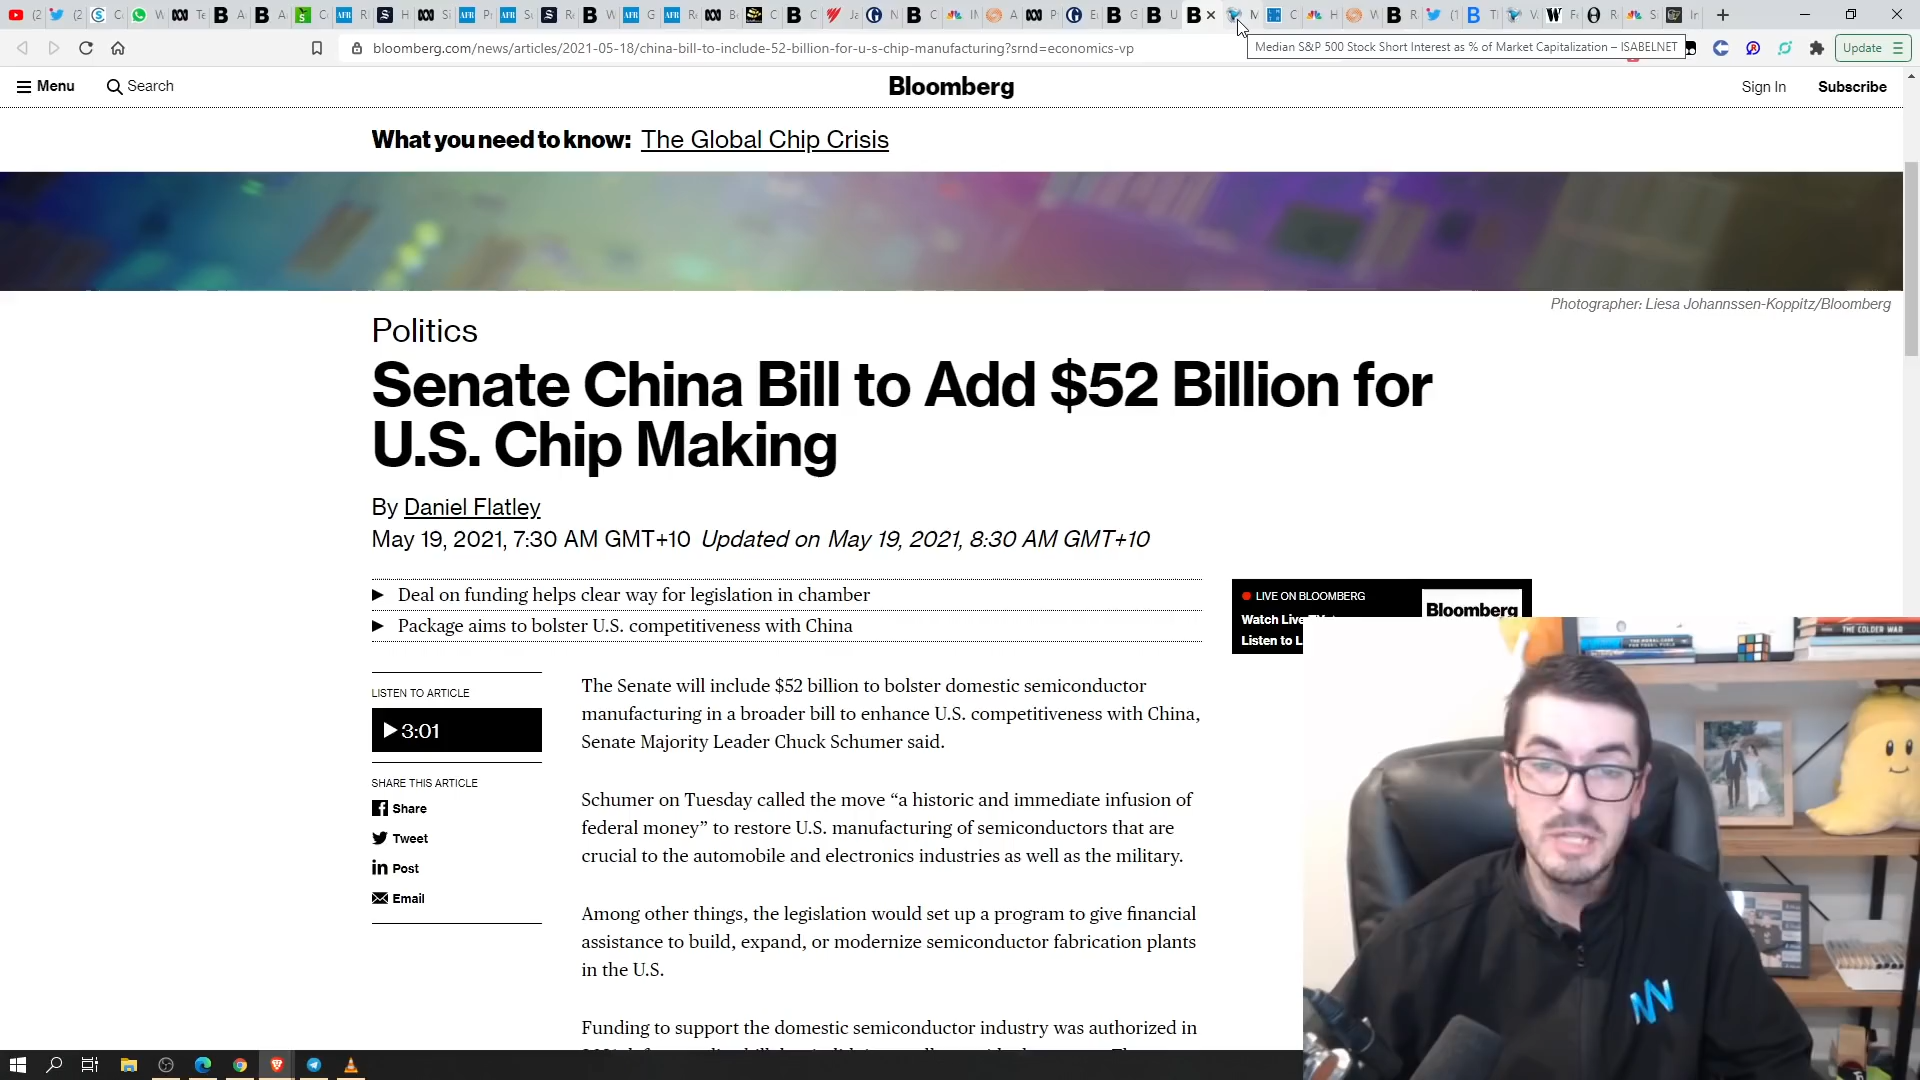 bloomberg.com/news/articles/2021-05-18/china-bill-to-include-52-billion-for-u-s-chip-manufacturing?srnd=economics-vp
Median S&P 500 Stock Short Interest as % of Market Capitalization – ISABELNET
Update
Menu
Search
Bloomberg
Sign In
Subscribe
What you need to know: The Global Chip Crisis
Photographer: Liesa Johannssen-Koppitz/Bloomberg
Politics
Senate China Bill to Add $52 Billion for
U.S. Chip Making
By Daniel Flatley
May 19, 2021, 7:30 AM GMT+10 Updated on May 19, 2021, 8:30 AM GMT+10
Deal on funding helps clear way for legislation in chamber
Package aims to bolster U.S. competitiveness with China
LIVE ON BLOOMBERG
Watch Live
Listen to L
Bloomberg
LISTEN TO ARTICLE
3:01
SHARE THIS ARTICLE
Share
Tweet
Post
Email
The Senate will include $52 billion to bolster domestic semiconductor
manufacturing in a broader bill to enhance U.S. competitiveness with China,
Senate Majority Leader Chuck Schumer said.
Schumer on Tuesday called the move “a historic and immediate infusion of
federal money” to restore U.S. manufacturing of semiconductors that are
crucial to the automobile and electronics industries as well as the military.
Among other things, the legislation would set up a program to give financial
assistance to build, expand, or modernize semiconductor fabrication plants
in the U.S.
Funding to support the domestic semiconductor industry was authorized in
THE COLDER WAR